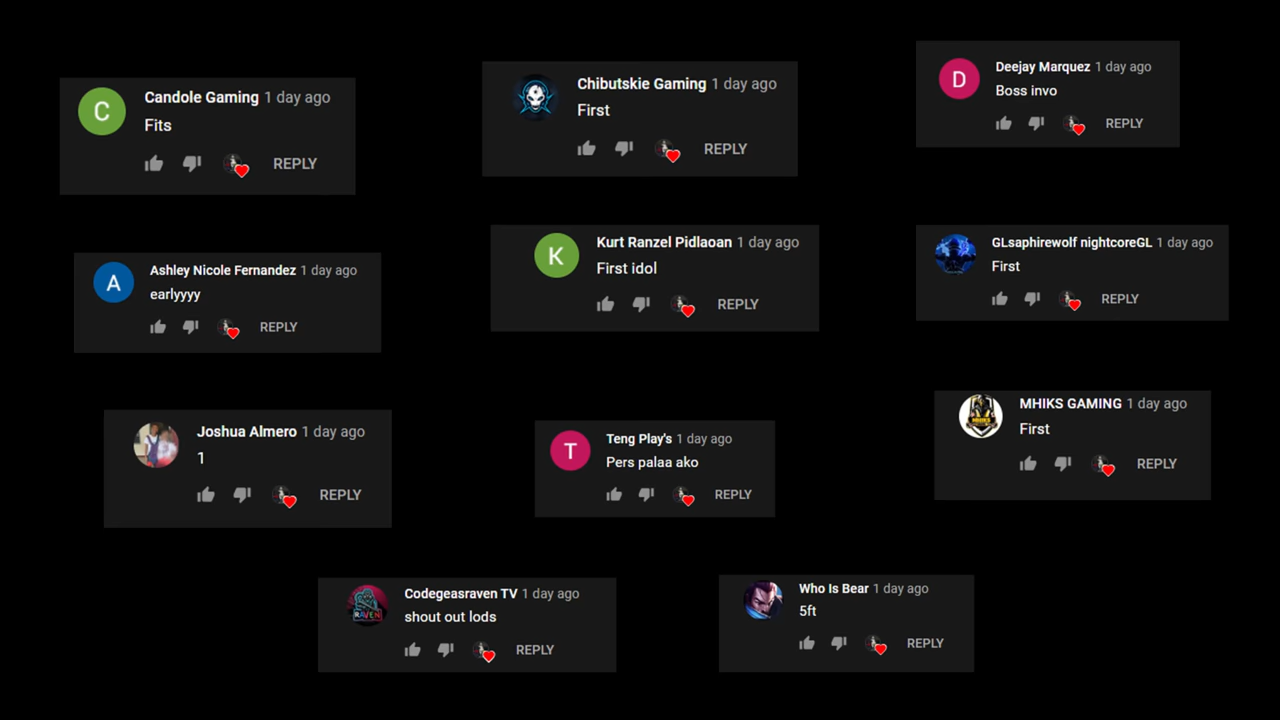 C
Candole Gaming 1 day ago
Fits
REPLY
Chibutskie Gaming 1 day ago
First
REPLY
D
Deejay Marquez 1 day ago
Boss invo
REPLY
A
Ashley Nicole Fernandez 1 day ago
earlyyyy
REPLY
K
Kurt Ranzel Pidlaoan 1 day ago
First idol
REPLY
GLsaphirewolf nightcoreGL 1 day ago
First
REPLY
Joshua Almero 1 day ago
1
REPLY
T
Teng Play's 1 day ago
Pers palaa ako
REPLY
MHIKS
MHIKS GAMING 1 day ago
First
REPLY
RAVEN
Codegeasraven TV 1 day ago
shout out lods
REPLY
Who Is Bear 1 day ago
5ft
REPLY